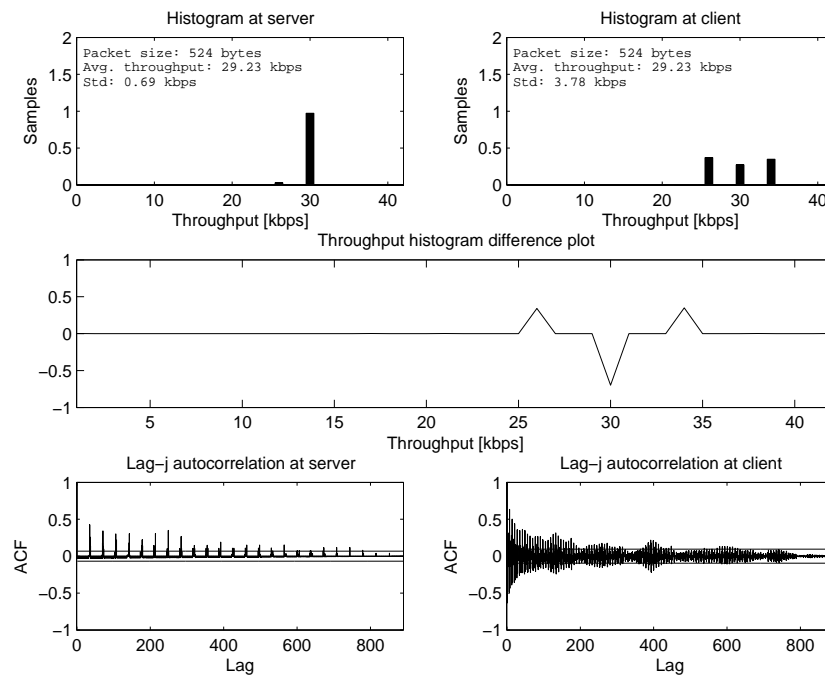 Histogram at server
2
1.5
1
0.5
0
Samples
Packet size: 524 bytes
Avg. throughput: 29.23 kbps
Std: 0.69 kbps
0 10 20 30 40
Throughput [kbps]
Histogram at client
2
1.5
1
0.5
0
Samples
Packet size: 524 bytes
Avg. throughput: 29.23 kbps
Std: 3.78 kbps
0 10 20 30 40
Throughput [kbps]
Throughput histogram difference plot
1
0.5
0
−0.5
−1
5 10 15 20 25 30 35 40
Throughput [kbps]
Lag−j autocorrelation at server
1
0.5
0
−0.5
−1
ACF
0 200 400 600 800
Lag
Lag−j autocorrelation at client
1
0.5
0
−0.5
−1
ACF
0 200 400 600 800
Lag